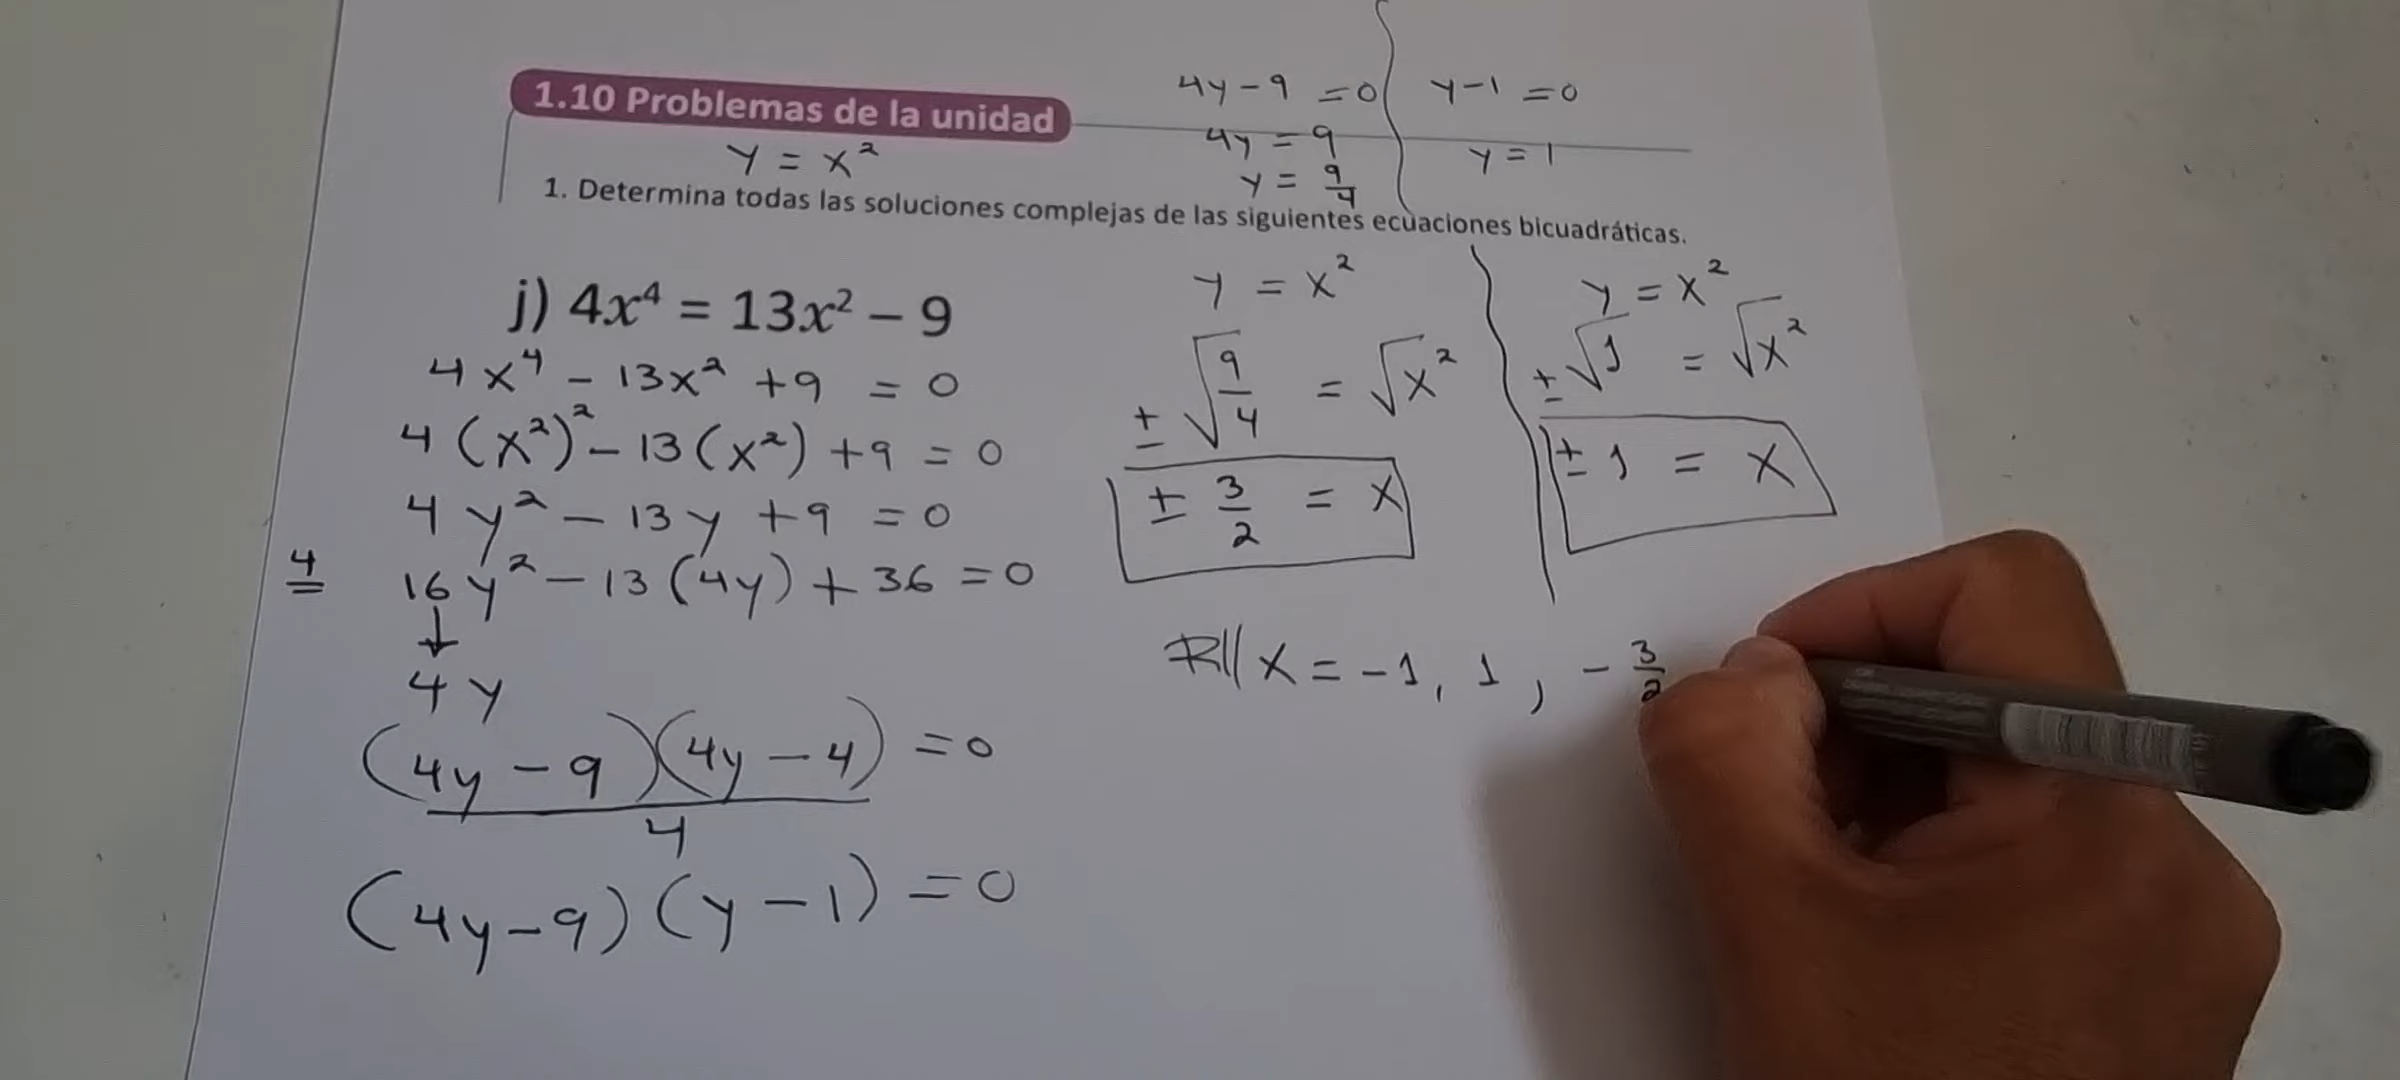 1.10 Problemas de la unidad
y = x²
4y - 9 = 0
4y = 9
y = 9/4
y - 1 = 0
y = 1
1. Determina todas las soluciones complejas de las siguientes ecuaciones bicuadráticas.
j) 4x⁴ = 13x² – 9
4x⁴ - 13x² + 9 = 0
4(x²)² - 13(x²) + 9 = 0
4y² - 13y + 9 = 0
4 16y² - 13(4y) + 36 = 0
↓
4y
(4y - 9)(4y - 4) = 0
4
(4y - 9)(y - 1) = 0
y = x²
± √(9/4) = √x²
± 3/2 = x
y = x²
± √1 = √x²
± 1 = x
R// x = -1, 1, - 3/2